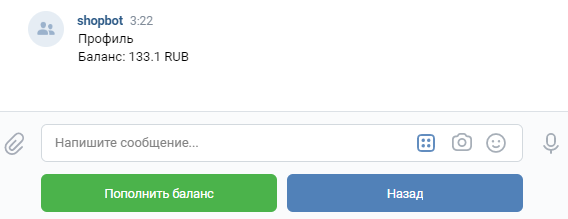 shopbot 3:22
Профиль
Баланс: 133.1 RUB
Напишите сообщение...
Пополнить баланс Назад